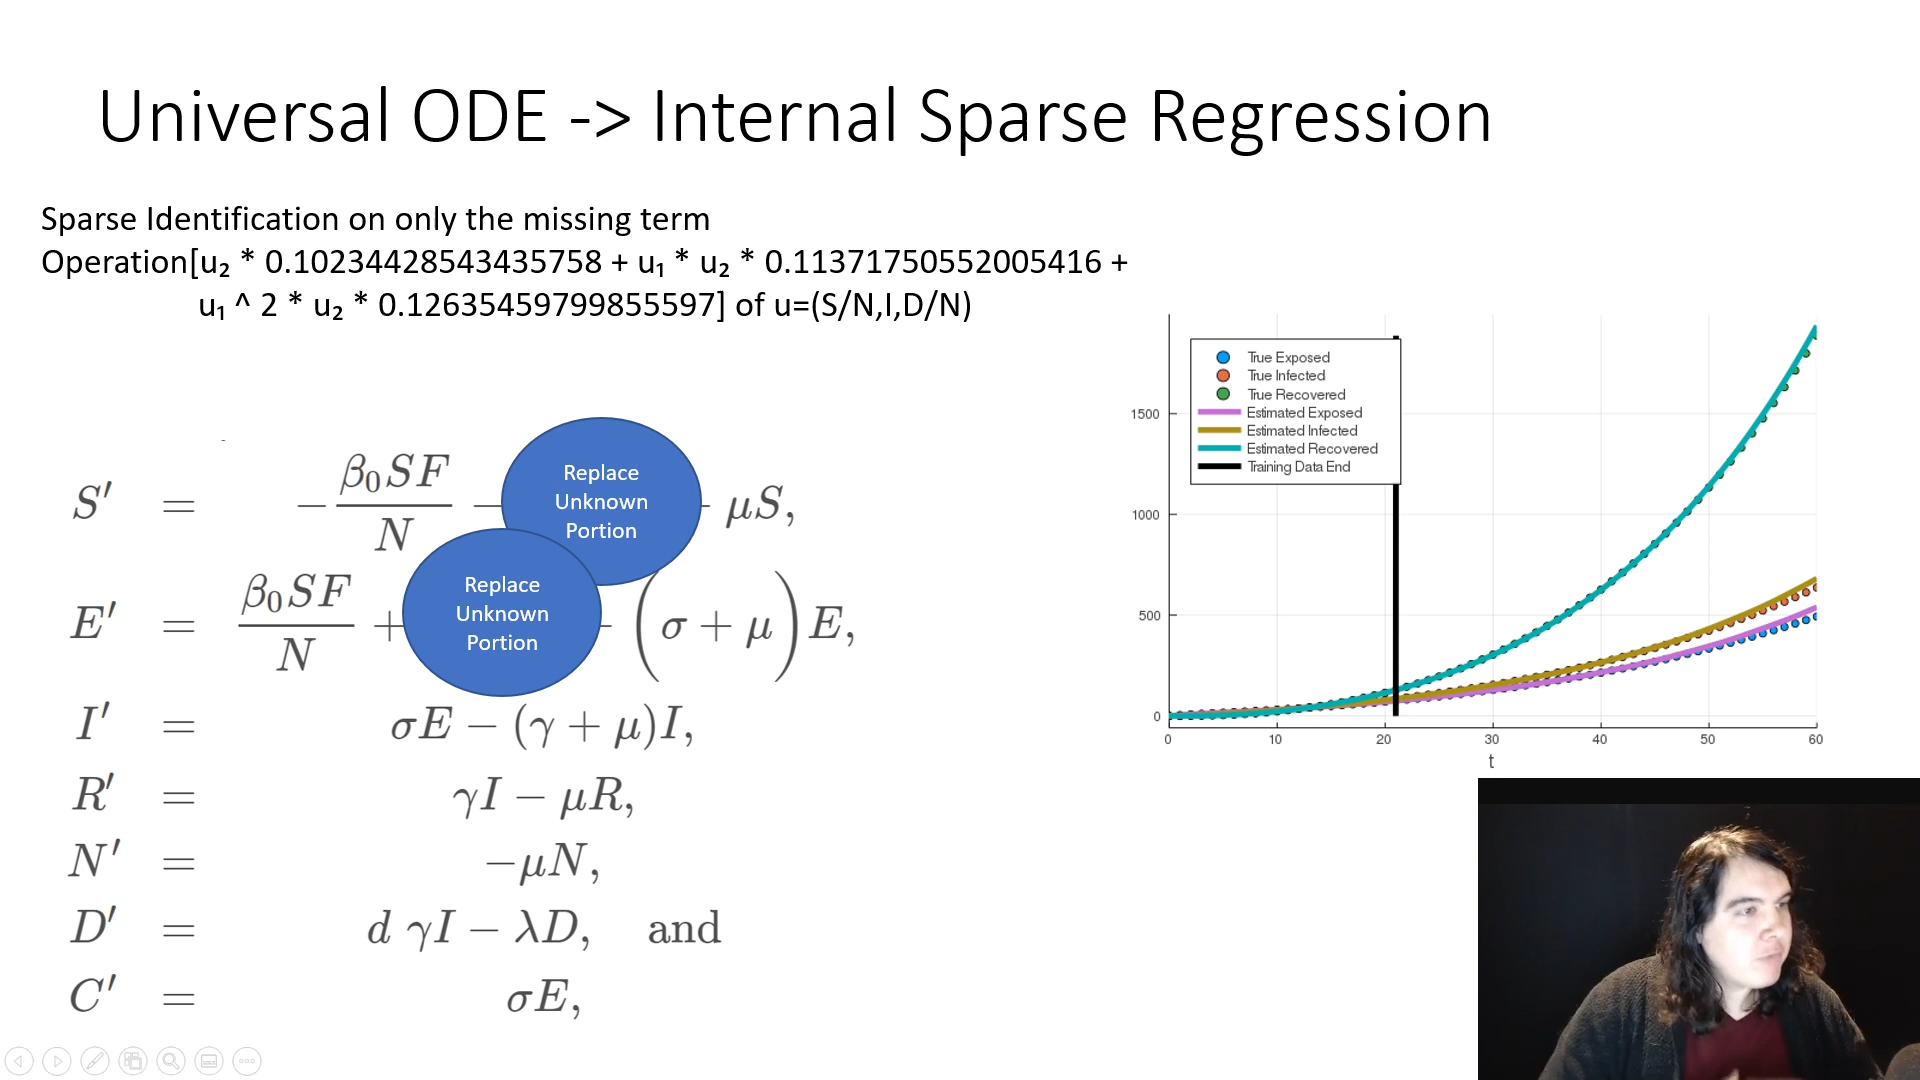 Universal ODE -> Internal Sparse Regression
Sparse Identification on only the missing term
Operation[u₂ * 0.10234428543435758 + u₁ * u₂ * 0.11371750552005416 +
u₁ ^ 2 * u₂ * 0.12635459799855597] of u=(S/N,I,D/N)
S′ = −β₀SF/N − Replace Unknown Portion - μS,
E′ = β₀SF/N + Replace Unknown Portion − (σ + μ)E,
I′ = σE − (γ + μ)I,
R′ = γI − μR,
N′ = −μN,
D′ = d γI − λD, and
C′ = σE,
True Exposed
True Infected
True Recovered
Estimated Exposed
Estimated Infected
Estimated Recovered
Training Data End
1500
1000
500
0
0 10 20 30 40 50 60
t